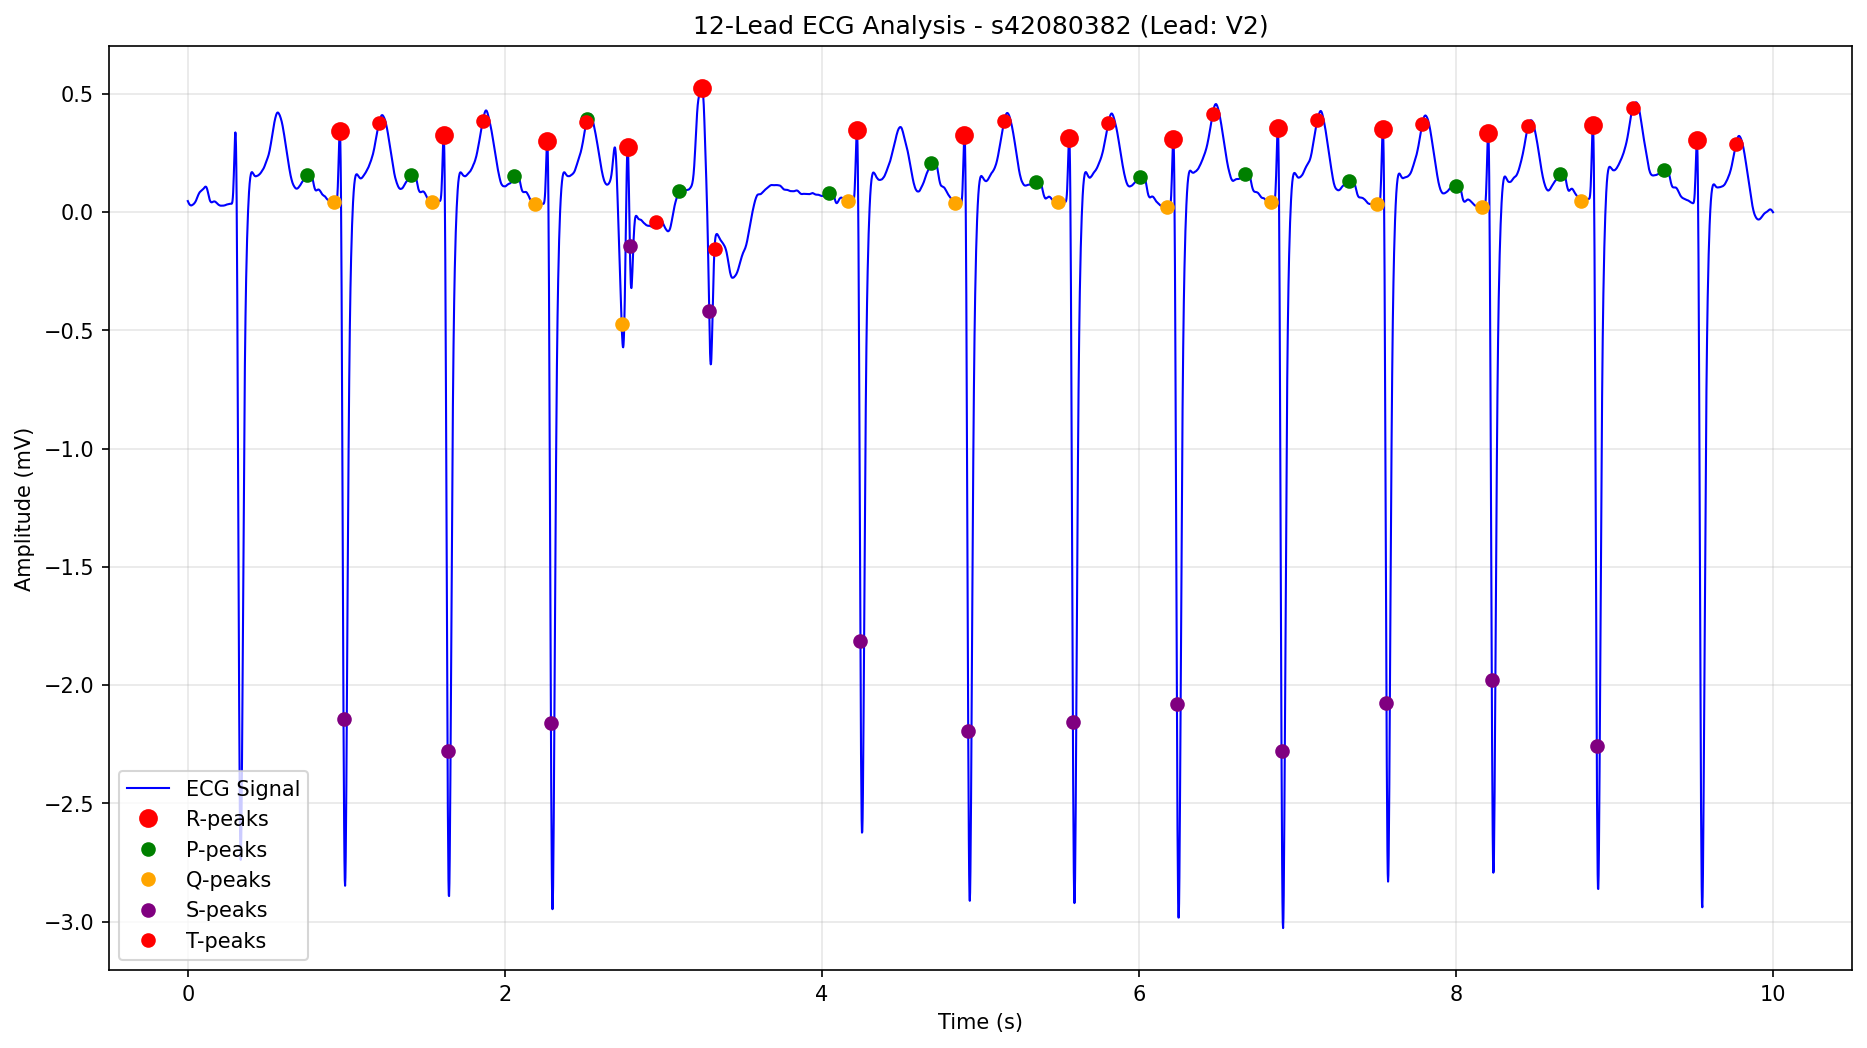 12-Lead ECG Analysis - s42080382 (Lead: V2)
0.5
0.0
−0.5
−1.0
−1.5
−2.0
−2.5
−3.0
Amplitude (mV)
ECG Signal
R-peaks
P-peaks
Q-peaks
S-peaks
T-peaks
0 2 4 6 8 10
Time (s)